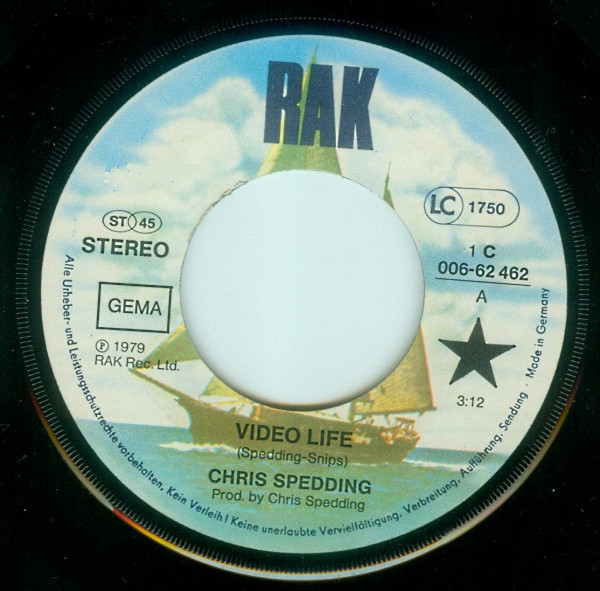 RAK
LC 1750
ST 45
STEREO
1 C
006-62 462
A
GEMA
℗ 1979
RAK Rec. Ltd.
3:12
VIDEO LIFE
(Spedding-Snips)
CHRIS SPEDDING
Prod. by Chris Spedding
Alle Urheber- und Leistungsschutzrechte vorbehalten, Kein Verleih! Keine unerlaubte Vervielfältigung, Verbreitung, Aufführung, Sendung · Made in Germany